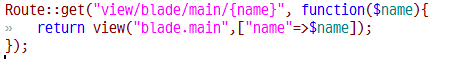 Route::get("view/blade/main/{name}", function($name){
» return view("blade.main",["name"=>$name]);
});